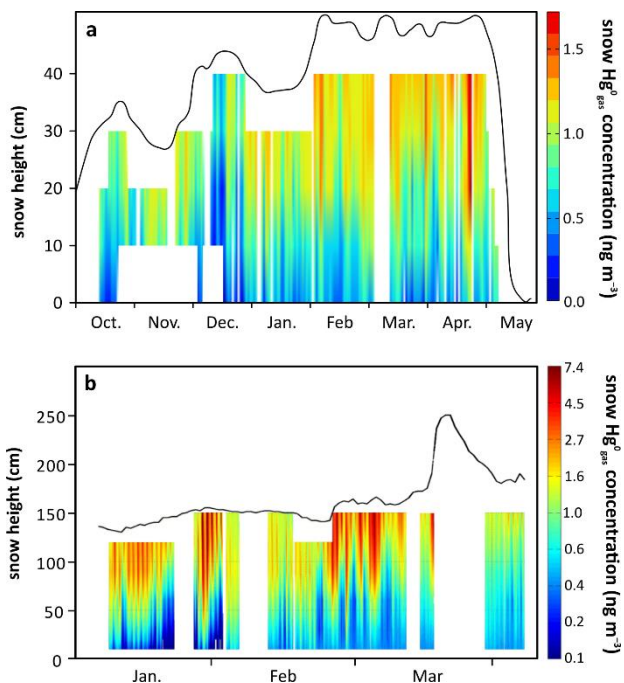 a
snow height (cm)
40
30
20
10
0
Oct.
Nov.
Dec.
Jan.
Feb
Mar.
Apr.
May
1.5
1.0
0.5
0.0
snow Hg⁰gas concentration (ng m⁻³)
b
snow height (cm)
250
200
150
100
50
0
Jan.
Feb
Mar
7.4
4.5
2.7
1.6
1.0
0.6
0.4
0.2
0.1
snow Hg⁰gas concentration (ng m⁻³)